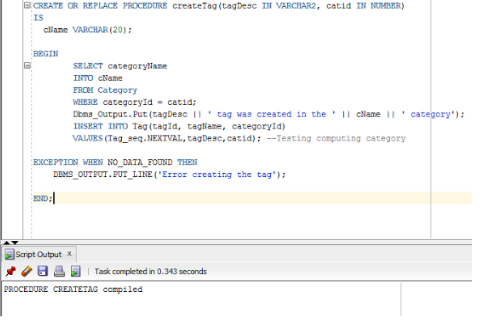 CREATE OR REPLACE PROCEDURE createTag(tagDesc IN VARCHAR2, catid IN NUMBER)
IS
cName VARCHAR(20);
BEGIN
SELECT categoryName
INTO cName
FROM Category
WHERE categoryId = catid;
Dbms_Output.Put(tagDesc || ' tag was created in the ' || cName || ' category');
INSERT INTO Tag(tagId, tagName, categoryId)
VALUES(Tag_seq.NEXTVAL,tagDesc,catid); --Testing computing category
EXCEPTION WHEN NO_DATA_FOUND THEN
DBMS_OUTPUT.PUT_LINE('Error creating the tag');
END;
Script Output x
Task completed in 0.343 seconds
PROCEDURE CREATETAG compiled